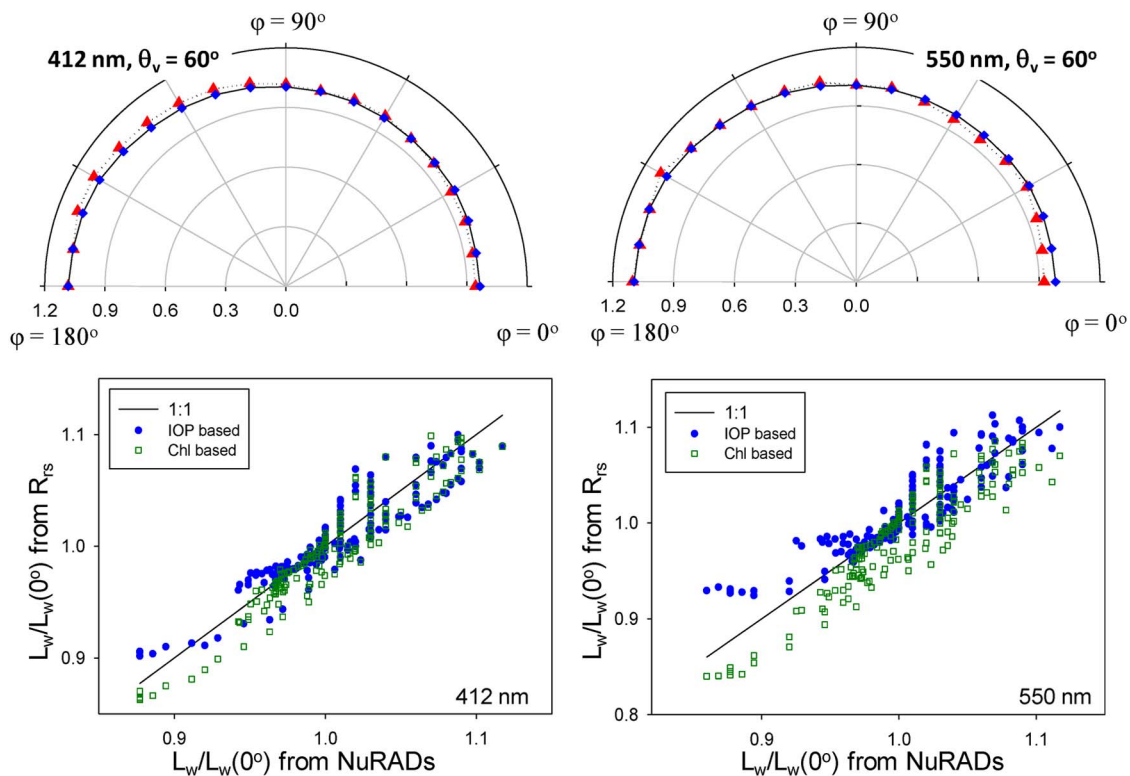 φ = 90°
412 nm, θv = 60°
1.2 0.9 0.6 0.3 0.0
φ = 180°
φ = 0°
φ = 90°
550 nm, θv = 60°
1.2 0.9 0.6 0.3 0.0
φ = 180°
φ = 0°
1:1
IOP based
Chl based
1.1
1.0
0.9
Lw/Lw(0°) from Rrs
412 nm
0.9 1.0 1.1
Lw/Lw(0°) from NuRADs
1:1
IOP based
Chl based
1.1
1.0
0.9
0.8
Lw/Lw(0°) from Rrs
550 nm
0.9 1.0 1.1
Lw/Lw(0°) from NuRADs